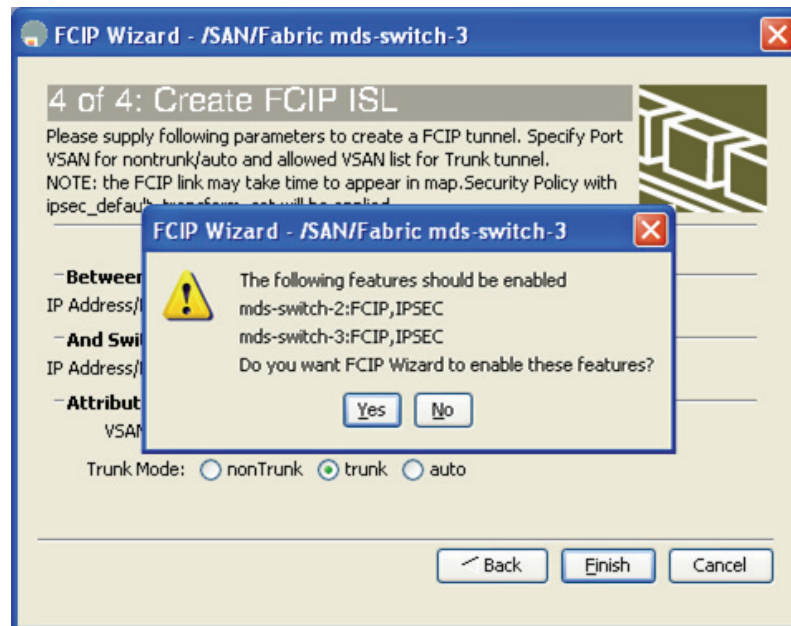 FCIP Wizard - /SAN/Fabric mds-switch-3
4 of 4: Create FCIP ISL
Please supply following parameters to create a FCIP tunnel. Specify Port
VSAN for nontrunk/auto and allowed VSAN list for Trunk tunnel.
NOTE: the FCIP link may take time to appear in map.Security Policy with
FCIP Wizard - /SAN/Fabric mds-switch-3
The following features should be enabled
mds-switch-2:FCIP,IPSEC
mds-switch-3:FCIP,IPSEC
Do you want FCIP Wizard to enable these features?
Yes No
Between
IP Address/
And Swi
IP Address/
Attribut
VSAN
Trunk Mode: nonTrunk trunk auto
Back Finish Cancel